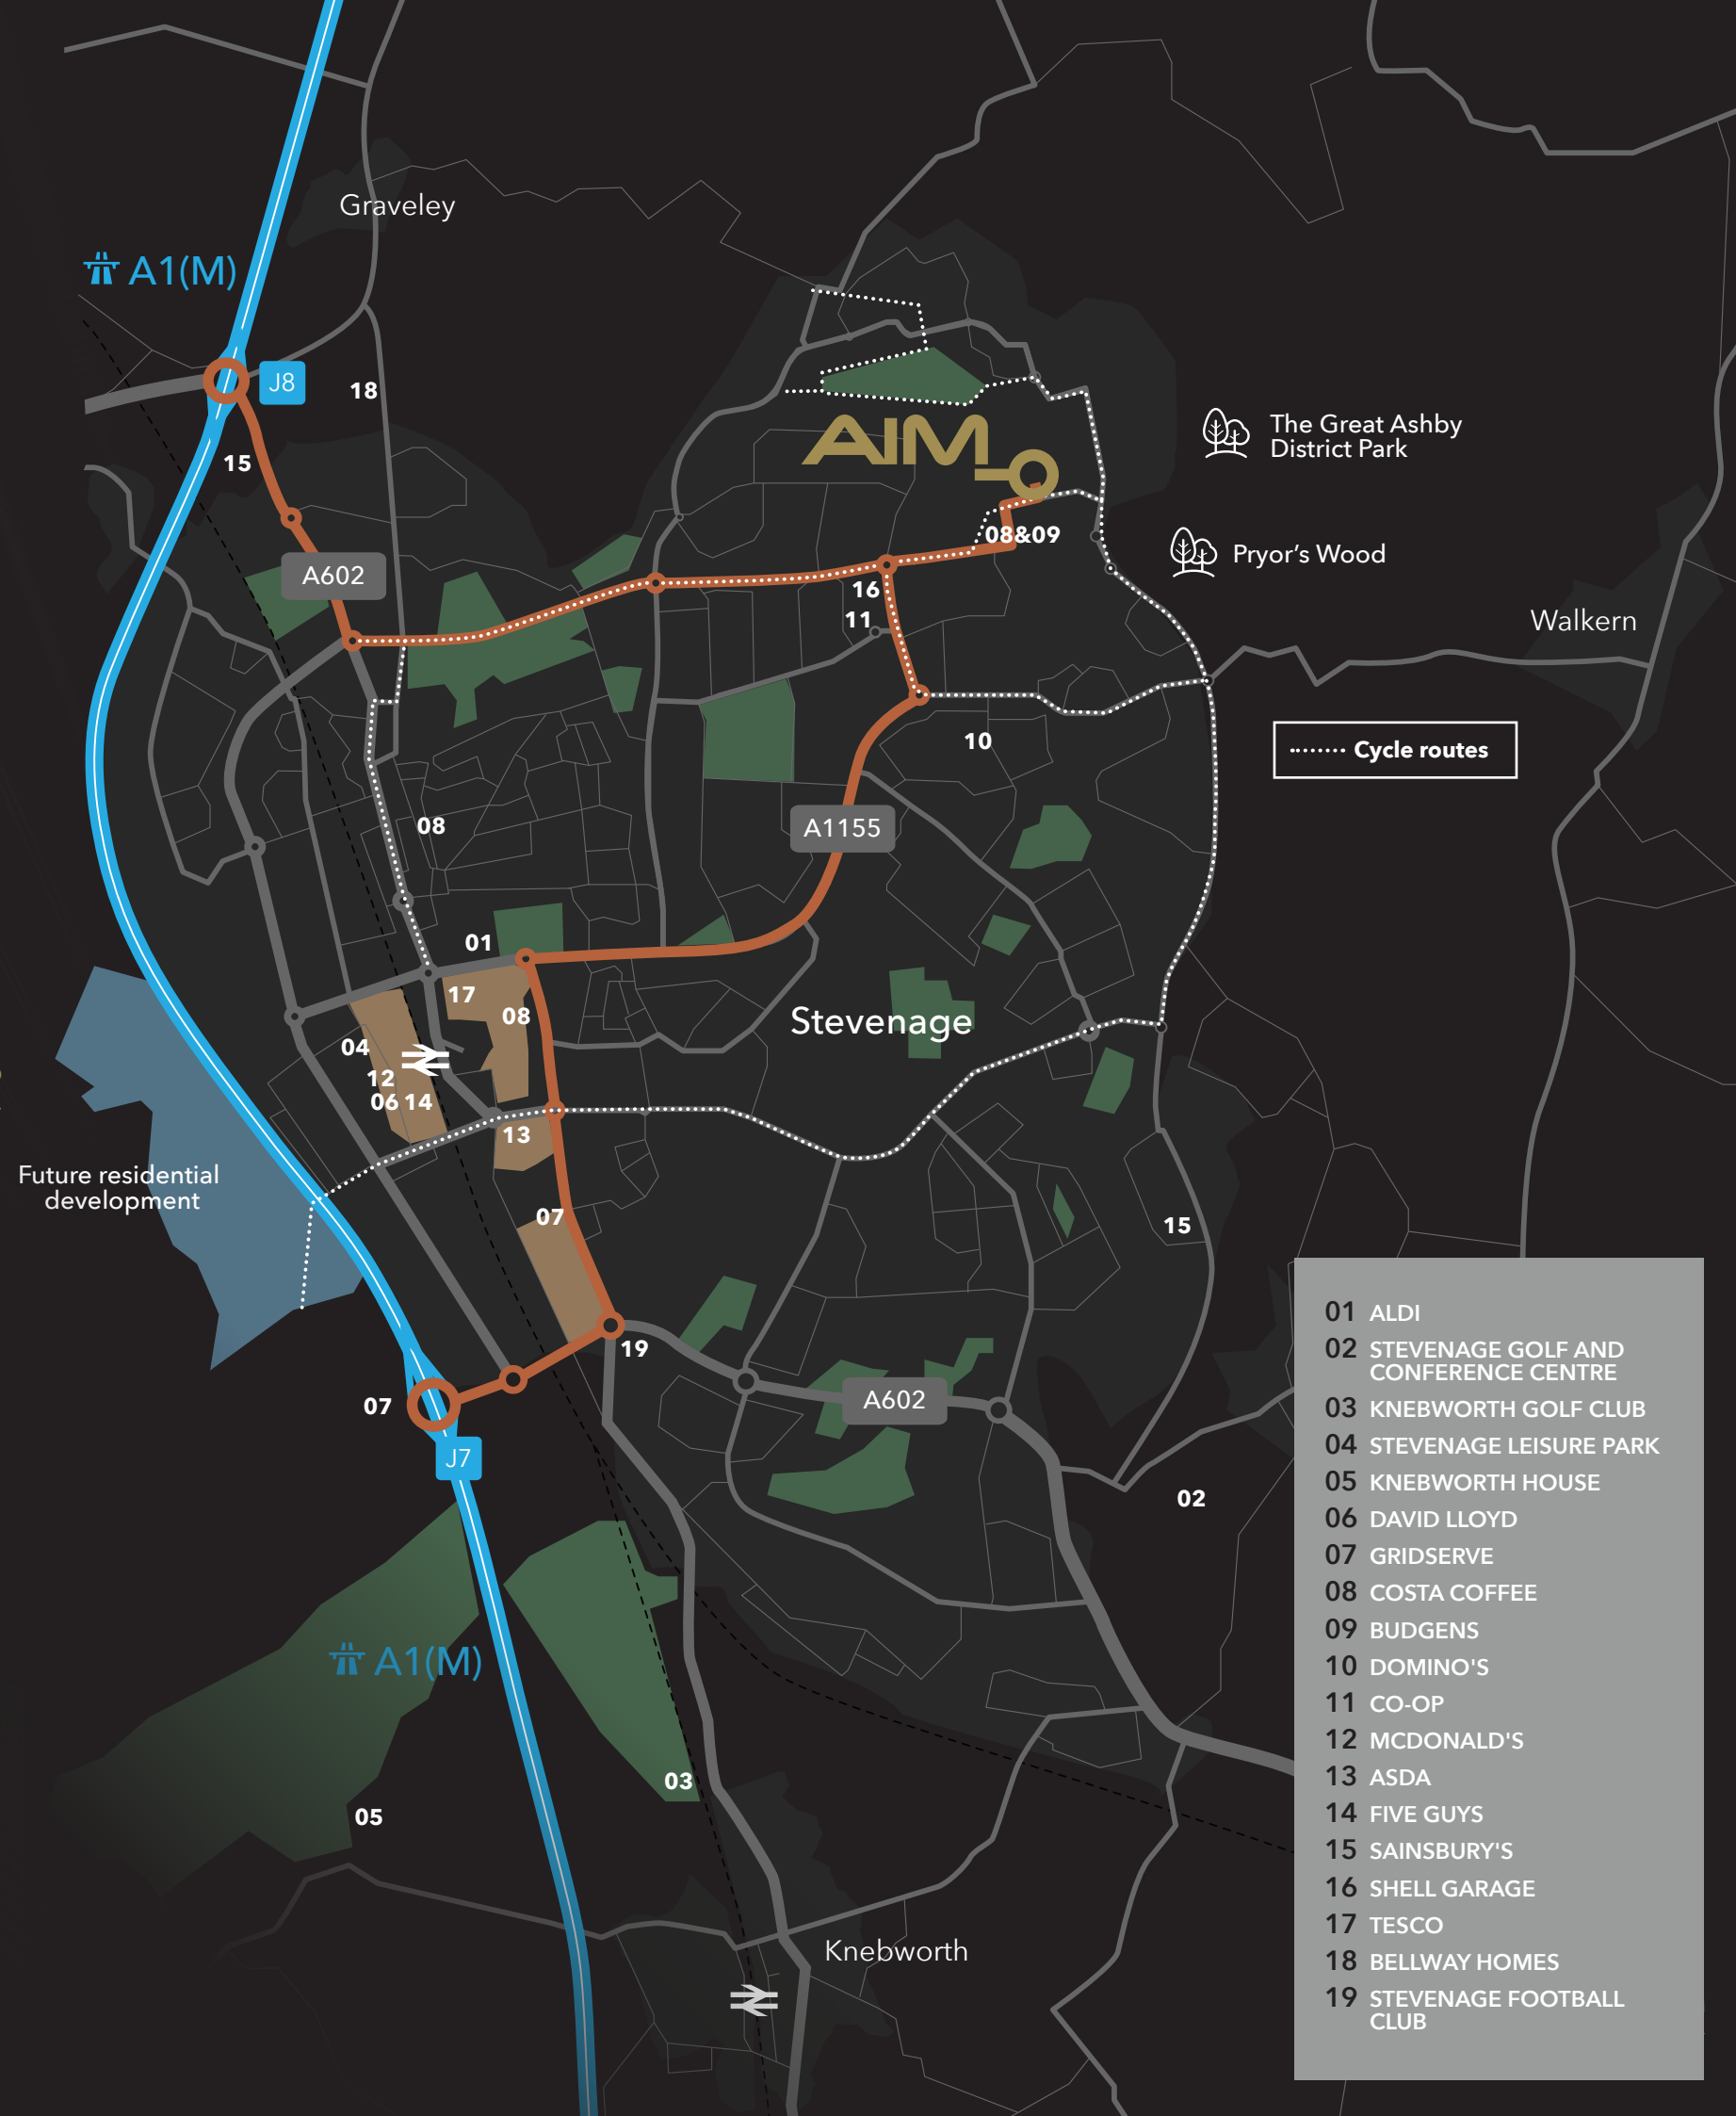 Graveley
A1(M)
J8
18
15
The Great Ashby
District Park
AIM
08&09
Pryor's Wood
A602
16
11
Walkern
10
Cycle routes
08
A1155
01
17
08
Stevenage
04
12
06 14
13
Future residential
development
07
15
19
07
A602
J7
02
A1(M)
03
05
Knebworth
01 ALDI
02 STEVENAGE GOLF AND
CONFERENCE CENTRE
03 KNEBWORTH GOLF CLUB
04 STEVENAGE LEISURE PARK
05 KNEBWORTH HOUSE
06 DAVID LLOYD
07 GRIDSERVE
08 COSTA COFFEE
09 BUDGENS
10 DOMINO'S
11 CO-OP
12 MCDONALD'S
13 ASDA
14 FIVE GUYS
15 SAINSBURY'S
16 SHELL GARAGE
17 TESCO
18 BELLWAY HOMES
19 STEVENAGE FOOTBALL
CLUB